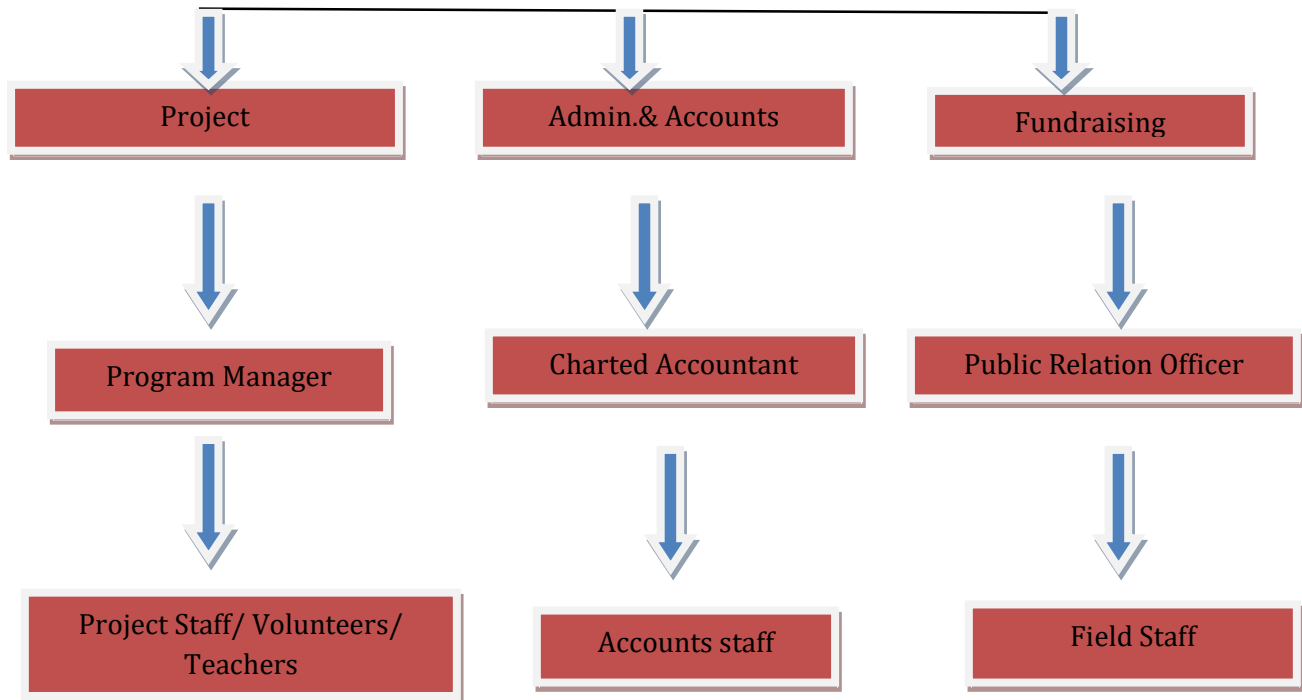 Project
Admin.& Accounts
Fundraising
Program Manager
Charted Accountant
Public Relation Officer
Project Staff/ Volunteers/
Teachers
Accounts staff
Field Staff